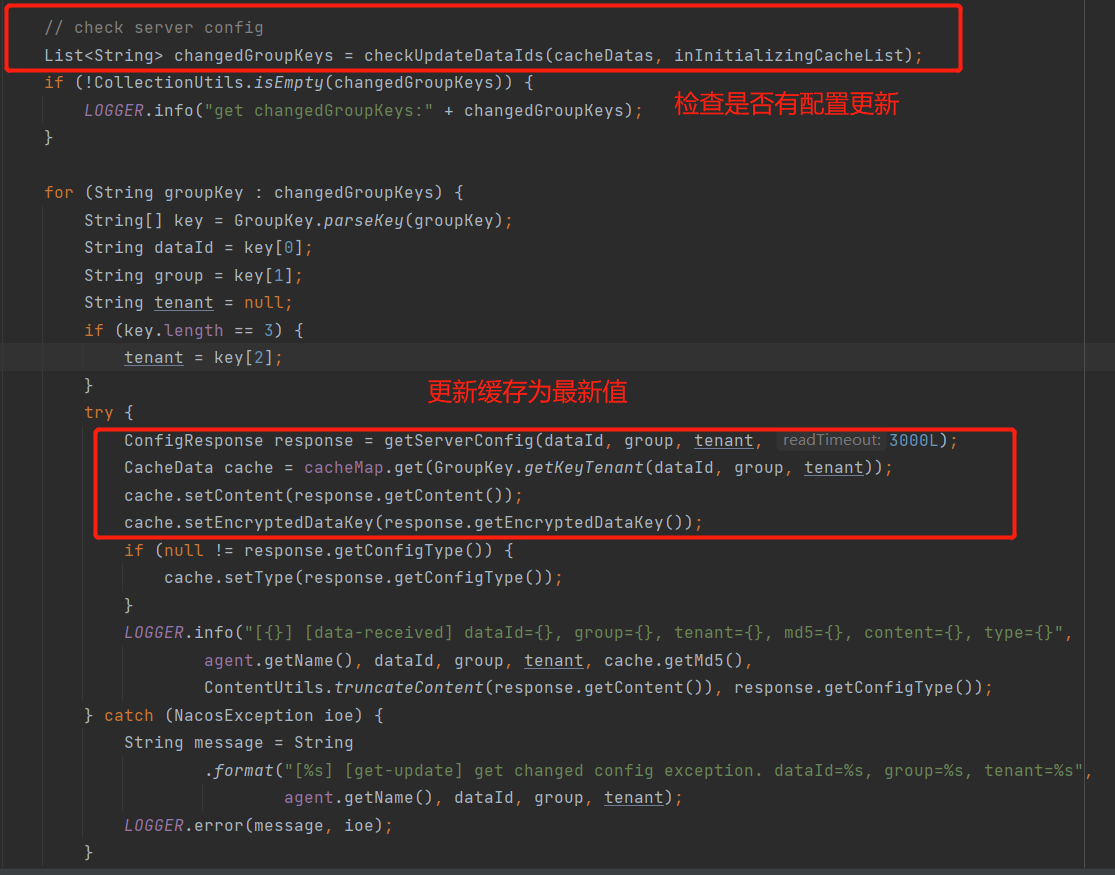 // check server config
List<String> changedGroupKeys = checkUpdateDataIds(cacheDatas, inInitializingCacheList);
if (!CollectionUtils.isEmpty(changedGroupKeys)) {
LOGGER.info("get changedGroupKeys:" + changedGroupKeys);
检查是否有配置更新
}
for (String groupKey : changedGroupKeys) {
String[] key = GroupKey.parseKey(groupKey);
String dataId = key[0];
String group = key[1];
String tenant = null;
if (key.length == 3) {
tenant = key[2];
}
更新缓存为最新值
try {
ConfigResponse response = getServerConfig(dataId, group, tenant, readTimeout: 3000L);
CacheData cache = cacheMap.get(GroupKey.getKeyTenant(dataId, group, tenant));
cache.setContent(response.getContent());
cache.setEncryptedDataKey(response.getEncryptedDataKey());
if (null != response.getConfigType()) {
cache.setType(response.getConfigType());
}
LOGGER.info("[{}] [data-received] dataId={}, group={}, tenant={}, md5={}, content={}, type={}",
agent.getName(), dataId, group, tenant, cache.getMd5(),
ContentUtils.truncateContent(response.getContent()), response.getConfigType());
} catch (NacosException ioe) {
String message = String
.format("[%s] [get-update] get changed config exception. dataId=%s, group=%s, tenant=%s",
agent.getName(), dataId, group, tenant);
LOGGER.error(message, ioe);
}